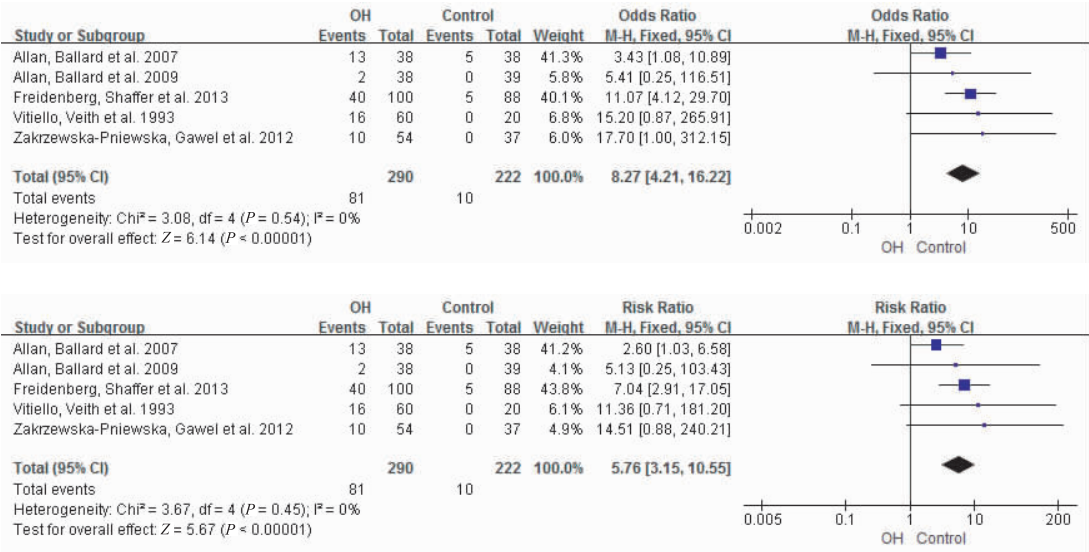 OH Control Odds Ratio Odds Ratio
Study or Subgroup Events Total Events Total Weight M-H, Fixed, 95% CI M-H, Fixed, 95% CI
Allan, Ballard et al. 2007 13 38 5 38 41.3% 3.43 [1.08, 10.89]
Allan, Ballard et al. 2009 2 38 0 39 5.8% 5.41 [0.25, 116.51]
Freidenberg, Shaffer et al. 2013 40 100 5 88 40.1% 11.07 [4.12, 29.70]
Vitiello, Veith et al. 1993 16 60 0 20 6.8% 15.20 [0.87, 265.91]
Zakrzewska-Pniewska, Gawel et al. 2012 10 54 0 37 6.0% 17.70 [1.00, 312.15]
Total (95% CI) 290 222 100.0% 8.27 [4.21, 16.22]
Total events 81 10
Heterogeneity: Chi² = 3.08, df = 4 (P = 0.54); I² = 0%
Test for overall effect: Z = 6.14 (P < 0.00001)
0.002 0.1 1 10 500
OH Control
OH Control Risk Ratio Risk Ratio
Study or Subgroup Events Total Events Total Weight M-H, Fixed, 95% CI M-H, Fixed, 95% CI
Allan, Ballard et al. 2007 13 38 5 38 41.2% 2.60 [1.03, 6.58]
Allan, Ballard et al. 2009 2 38 0 39 4.1% 5.13 [0.25, 103.43]
Freidenberg, Shaffer et al. 2013 40 100 5 88 43.8% 7.04 [2.91, 17.05]
Vitiello, Veith et al. 1993 16 60 0 20 6.1% 11.36 [0.71, 181.20]
Zakrzewska-Pniewska, Gawel et al. 2012 10 54 0 37 4.9% 14.51 [0.88, 240.21]
Total (95% CI) 290 222 100.0% 5.76 [3.15, 10.55]
Total events 81 10
Heterogeneity: Chi² = 3.67, df = 4 (P = 0.45); I² = 0%
Test for overall effect: Z = 5.67 (P < 0.00001)
0.005 0.1 1 10 200
OH Control